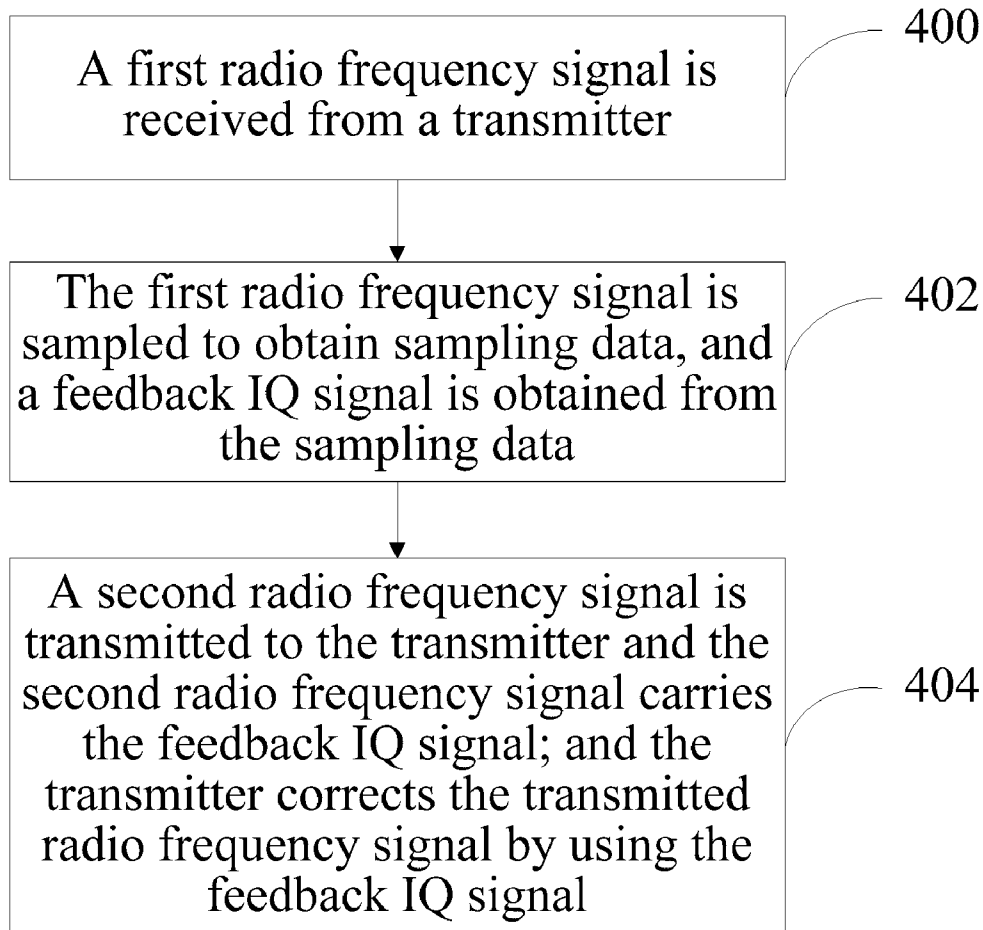 A first radio frequency signal is
received from a transmitter
400
The first radio frequency signal is
sampled to obtain sampling data, and
a feedback IQ signal is obtained from
the sampling data
402
A second radio frequency signal is
transmitted to the transmitter and the
second radio frequency signal carries
the feedback IQ signal; and the
transmitter corrects the transmitted
radio frequency signal by using the
feedback IQ signal
404